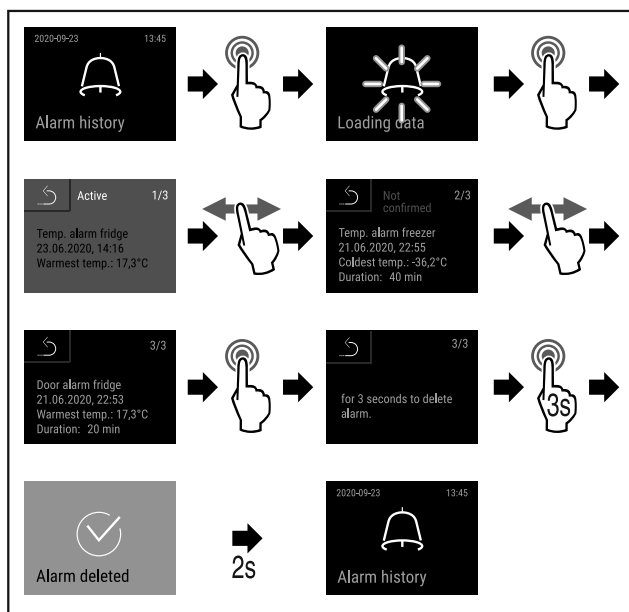 2020-09-23 13:45
Alarm history
Loading data
Active 1/3
Temp. alarm fridge
23.06.2020, 14:16
Warmest temp.: 17,3°C
Not 2/3
confirmed
Temp. alarm freezer
21.06.2020, 22:55
Coldest temp.: -36,2°C
Duration: 40 min
3/3
Door alarm fridge
21.06.2020, 22:53
Warmest temp.: 17,3°C
Duration: 20 min
3/3
for 3 seconds to delete
alarm.
3s
Alarm deleted
2s
2020-09-23 13:45
Alarm history